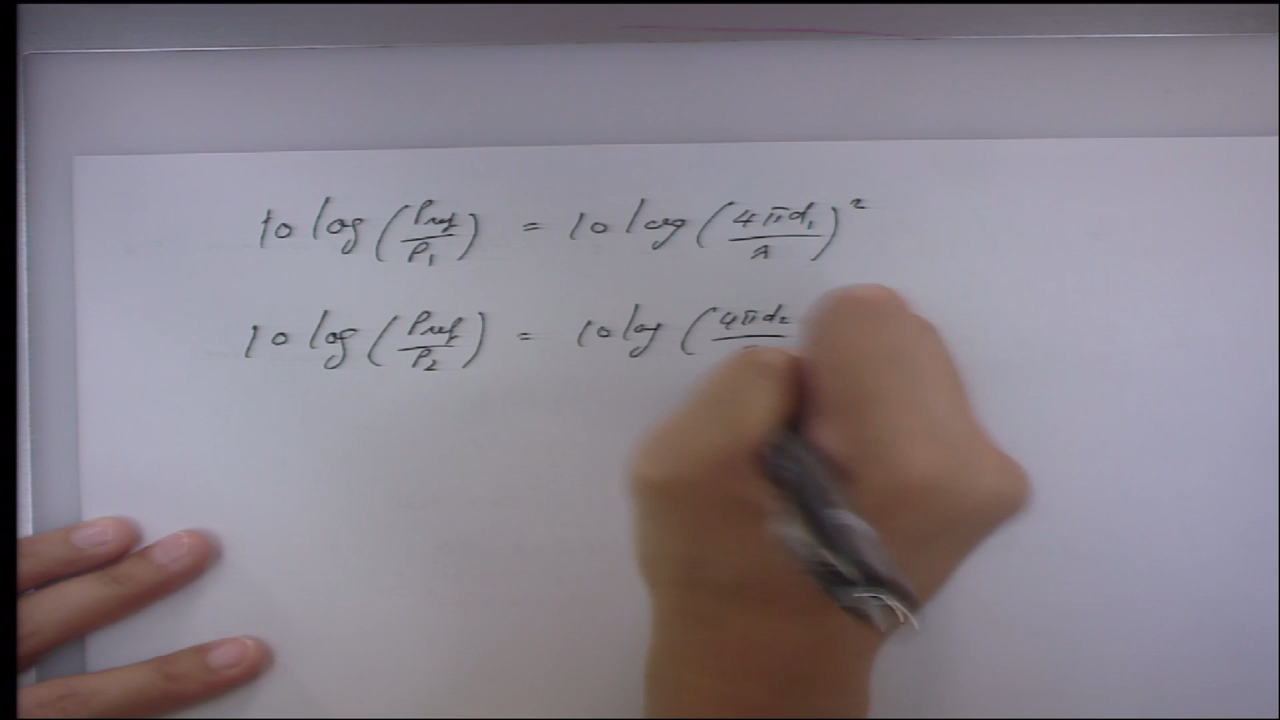 10 log (Pref/P1) = 10 log (4πd1/λ)²
10 log (Pref/P2) = 10 log (4πd2